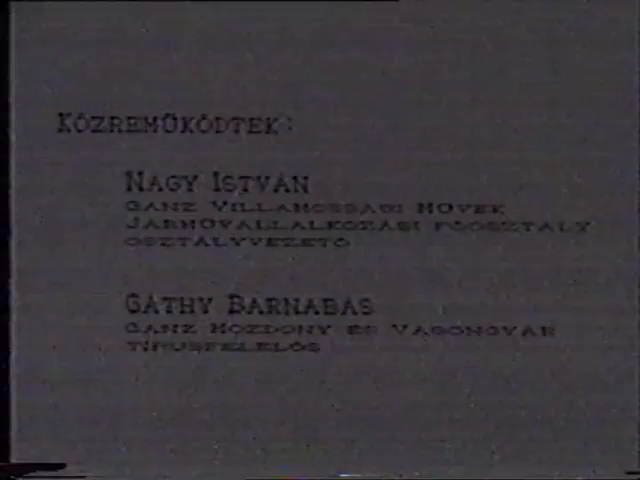 KÖZREMŰKÖDTEK:
NAGY ISTVÁN
GANZ VILLAMOSSÁGI MŰVEK
JÁRMŰVÁLLALKOZÁSI FŐOSZTÁLY
OSZTÁLYVEZETŐ
GÁTHY BARNABÁS
GANZ MOZDONY ÉS VAGONGYÁR
TÍPUSFELELŐS